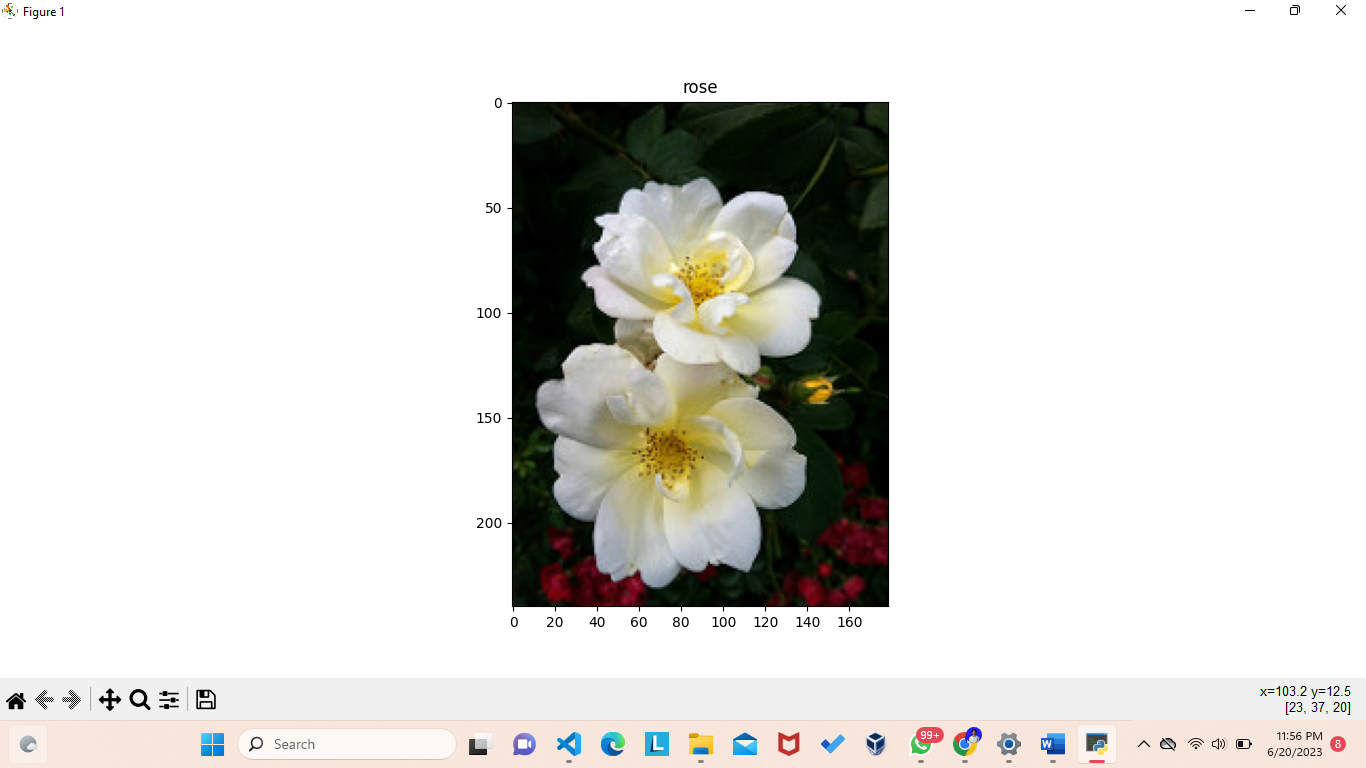 Figure 1
rose
0
50
100
150
200
0 20 40 60 80 100 120 140 160
x=103.2 y=12.5
[23, 37, 20]
Search
L
99+
W
11:56 PM
6/20/2023
8